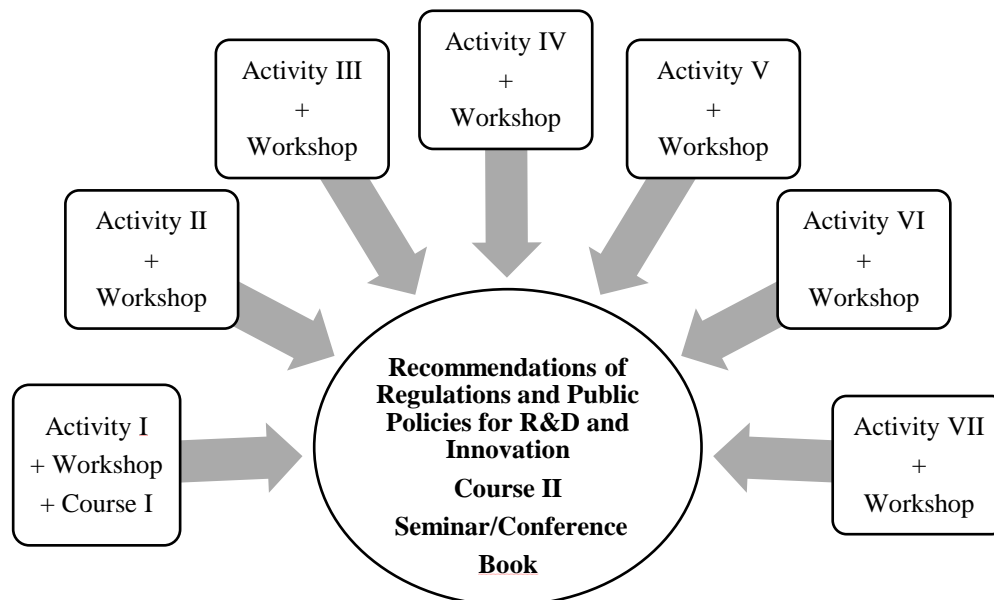 Activity I
+ Workshop
+ Course I
Activity II
+
Workshop
Activity III
+
Workshop
Activity IV
+
Workshop
Activity V
+
Workshop
Activity VI
+
Workshop
Activity VII
+
Workshop
Recommendations of
Regulations and Public
Policies for R&D and
Innovation
Course II
Seminar/Conference
Book